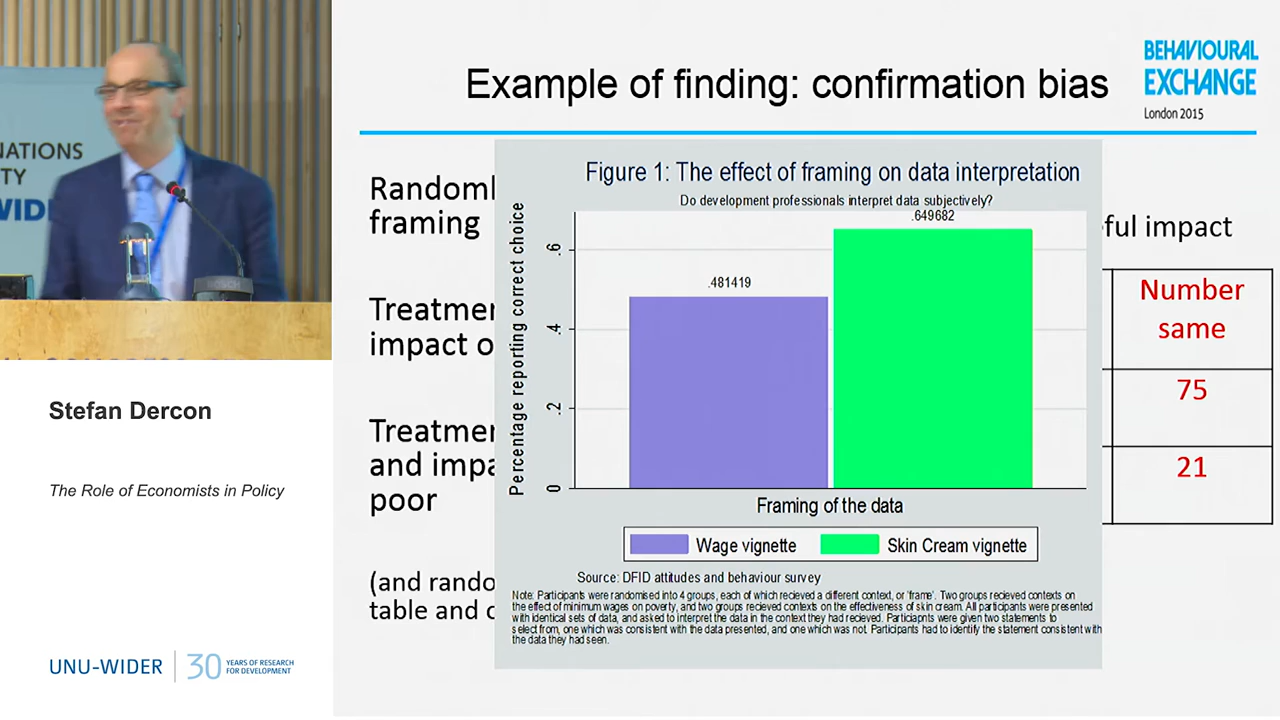 NATIONS
BEHAVIOURAL
EXCHANGE
London 2015
Example of finding: confirmation bias
framing
ful impact
impact o
and impa
poor
(and rando
table and
Number
same
75
21
Figure 1: The effect of framing on data interpretation
Do development professionals interpret data subjectively?
Percentage reporting correct choice
.6
.4
.2
0
.481419
.649682
Framing of the data
Wage vignette
Skin Cream vignette
Source: DFID attitudes and behaviour survey
Note: Participants were randomised into 4 groups, each of which recieved a different context, or 'frame'. Two groups recieved contexts on
the effect of minimum wages on poverty, and two groups recieved contexts on the effectiveness of skin cream. All participants were presented
with identical sets of data, and asked to interpret the data in the context they had recieved. Participants were given two statements to
select from, one which was consistent with the data presented, and one which was not. Participants had to identify the statement consistent with
the data they had seen.
BOSCH
Stefan Dercon
The Role of Economists in Policy
UNU-WIDER
30 YEARS OF RESEARCH
FOR DEVELOPMENT